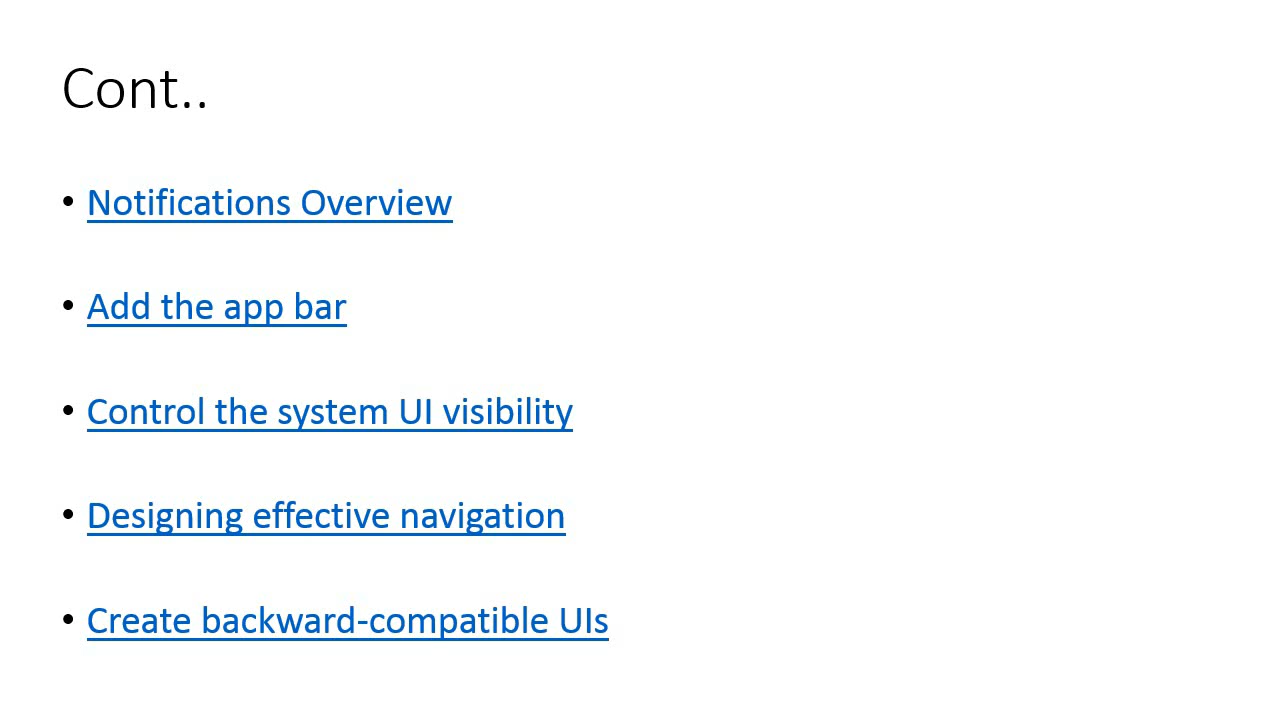 Cont..
• Notifications Overview
• Add the app bar
• Control the system UI visibility
• Designing effective navigation
• Create backward-compatible UIs